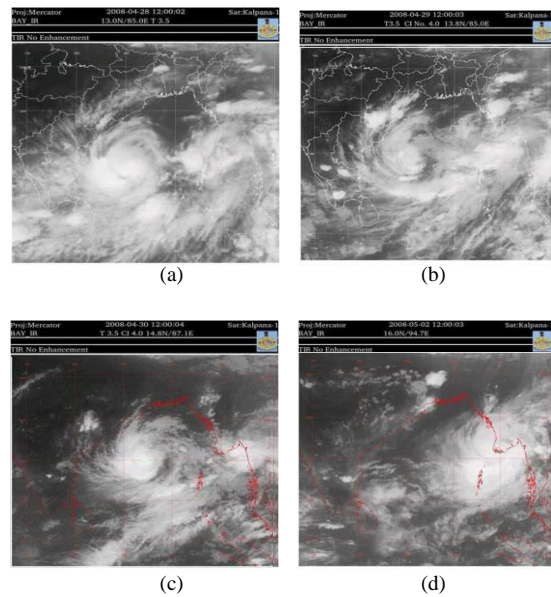 Proj:Mercator 2008-04-28 12:00:02 Sat:Kalpana-1
BAY_IR 13.0N/85.0E T 3.5
TIR No Enhancement
(a)
Proj:Mercator 2008-04-29 12:00:03 Sat:Kalpana-1
BAY_IR T3.5 CI No. 4.0 13.8N/85.0E
TIR No Enhancement
(b)
Proj:Mercator 2008-04-30 12:00:04 Sat:Kalpana-1
BAY_IR T 3.5 CI 4.0 14.8N/87.1E
TIR No Enhancement
(c)
Proj:Mercator 2008-05-02 12:00:03 Sat:Kalpana-1
BAY_IR 16.0N/94.7E
TIR No Enhancement
(d)